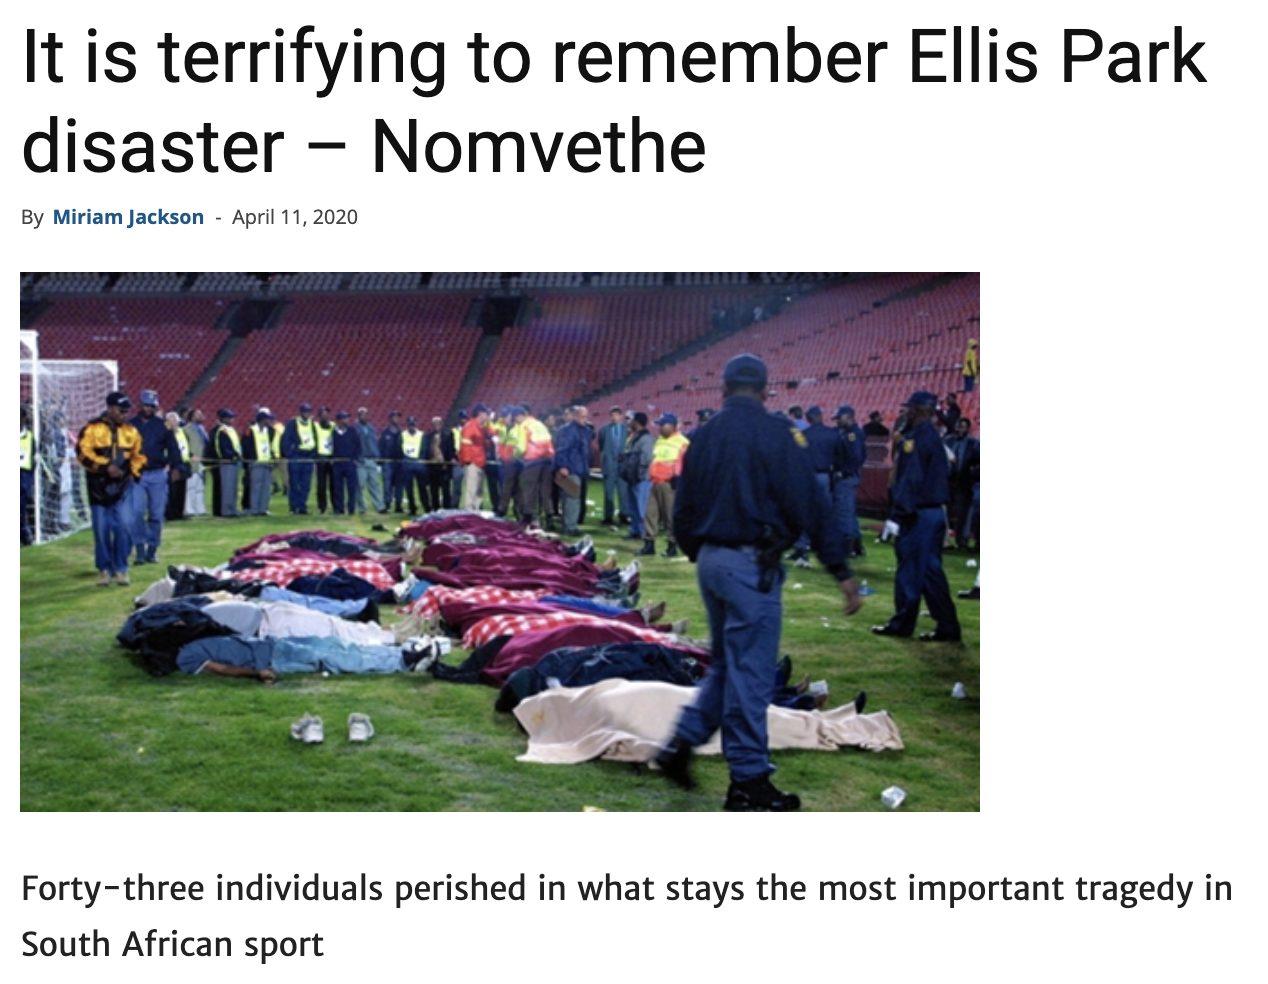 It is terrifying to remember Ellis Park
disaster – Nomvethe
By Miriam Jackson - April 11, 2020
Forty-three individuals perished in what stays the most important tragedy in
South African sport